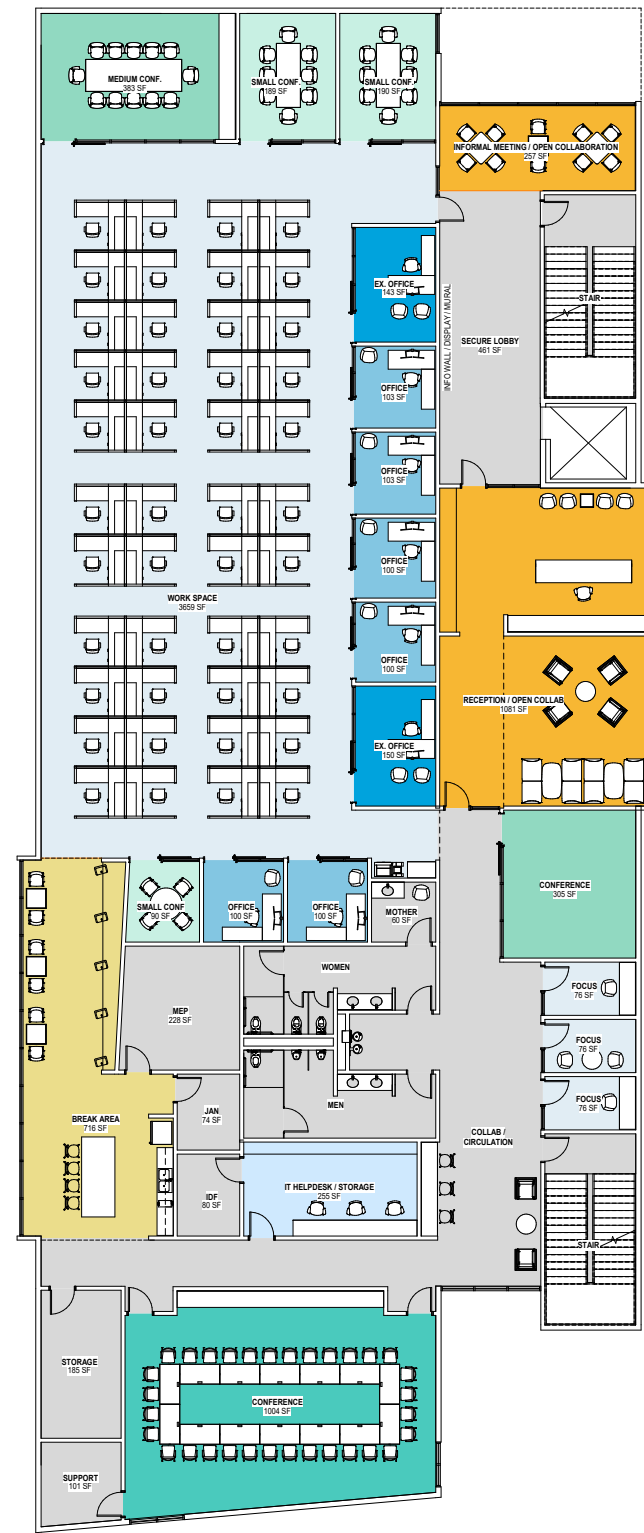 MEDIUM CONF.
383 SF
SMALL CONF.
189 SF
SMALL CONF.
190 SF
INFORMAL MEETING / OPEN COLLABORATION
257 SF
EX. OFFICE
143 SF
INFO WALL / DISPLAY / MURAL
SECURE LOBBY
461 SF
STAIR
OFFICE
103 SF
OFFICE
103 SF
OFFICE
100 SF
WORK SPACE
3659 SF
OFFICE
100 SF
RECEPTION / OPEN COLLAB
1081 SF
EX. OFFICE
150 SF
SMALL CONF
90 SF
OFFICE
100 SF
OFFICE
100 SF
MOTHER
60 SF
CONFERENCE
305 SF
WOMEN
MEP
228 SF
FOCUS
76 SF
FOCUS
76 SF
FOCUS
76 SF
MEN
JAN
74 SF
BREAK AREA
716 SF
COLLAB /
CIRCULATION
IDF
80 SF
IT HELPDESK / STORAGE
255 SF
STAIR
STORAGE
185 SF
CONFERENCE
1004 SF
SUPPORT
101 SF